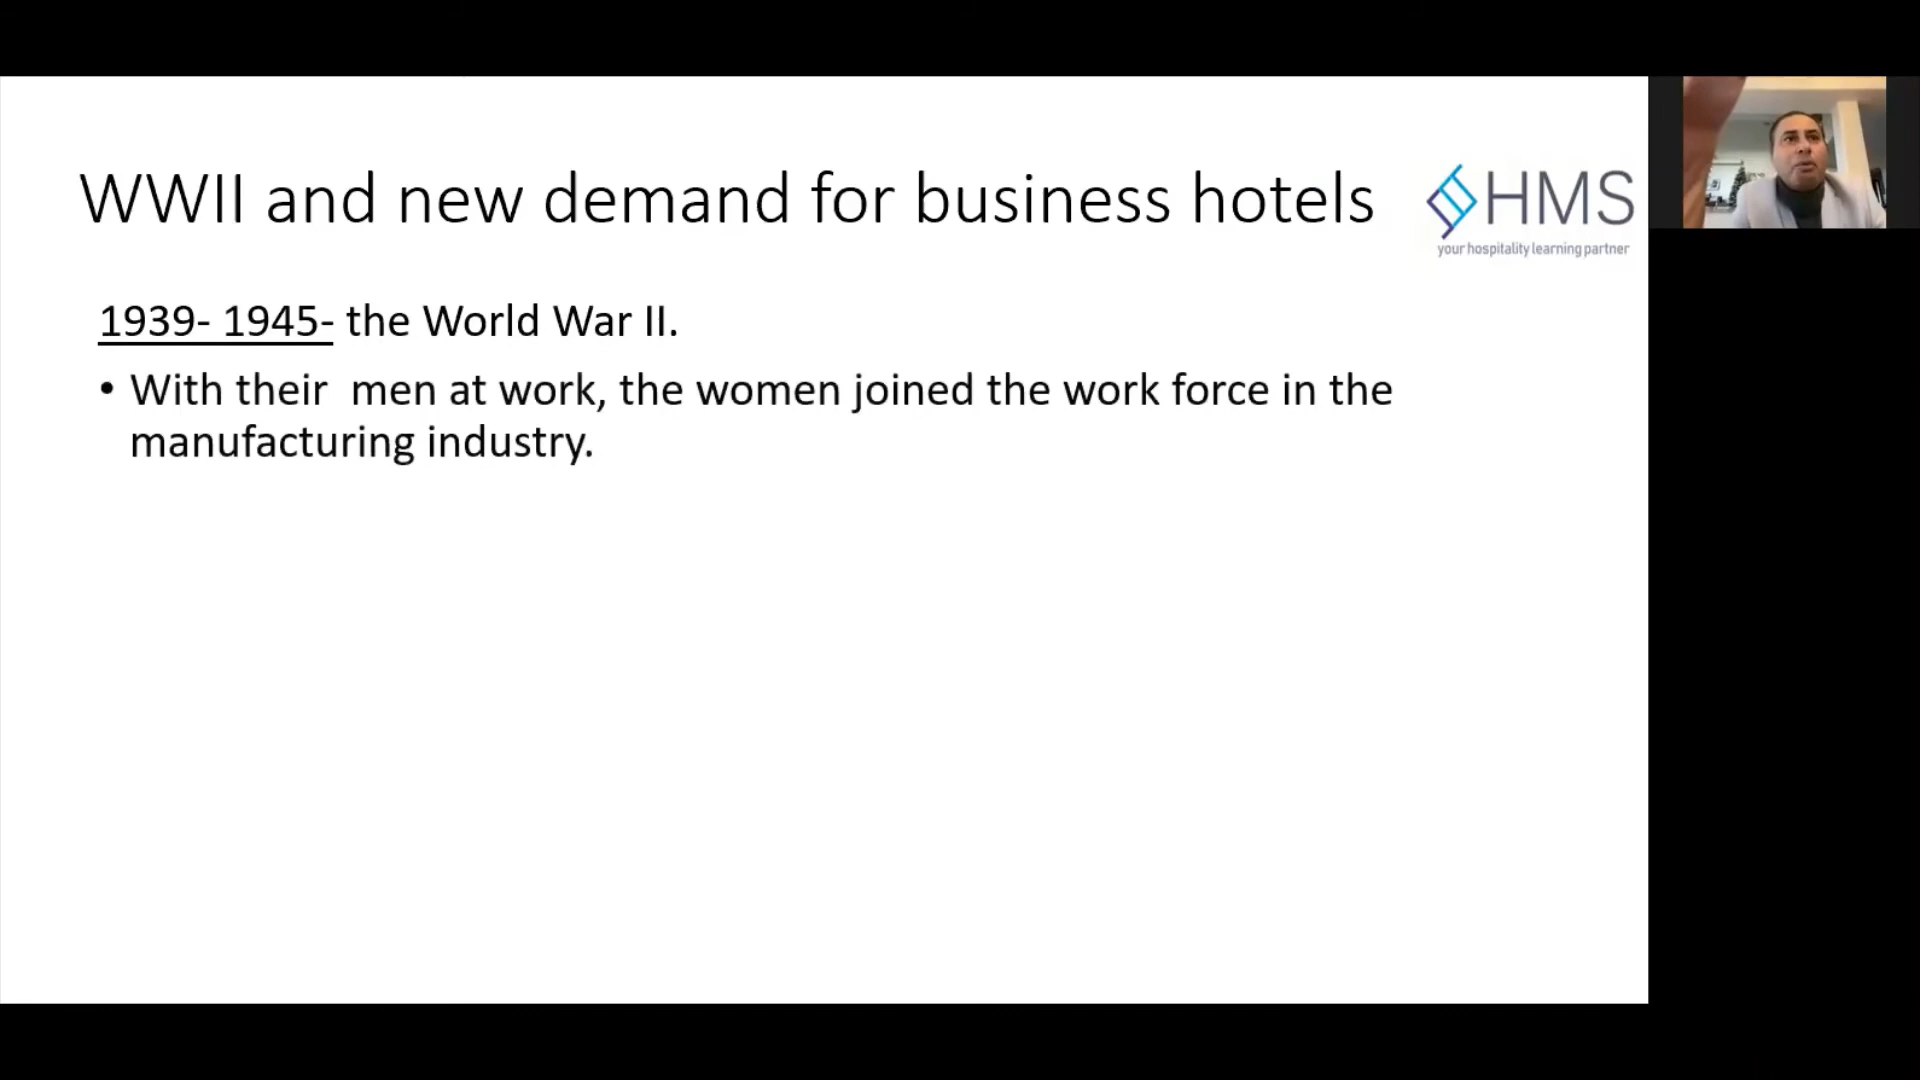 WWII and new demand for business hotels
HMS
your hospitality learning partner
1939- 1945- the World War II.
• With their  men at work, the women joined the work force in the
manufacturing industry.